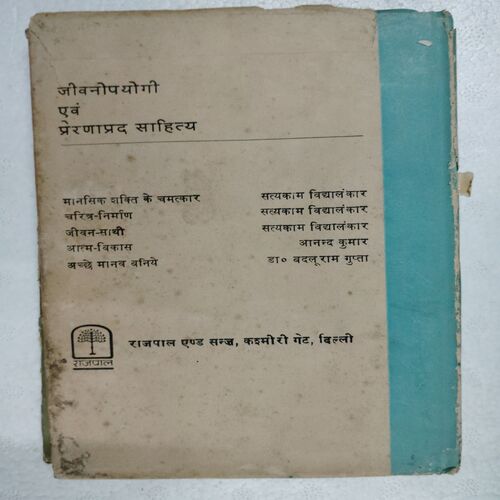 जीवनोपयोगी
एवं
प्रेरणाप्रद साहित्य
मानसिक शक्ति के चमत्कार सत्यकाम विद्यालंकार
चरित्र-निर्माण सत्यकाम विद्यालंकार
जीवन-साथी सत्यकाम विद्यालंकार
आत्म-विकास आनन्द कुमार
अच्छे मानव बनिये डा० बदलूराम गुप्ता
राजपाल एण्ड सन्ज़, कश्मीरी गेट, दिल्ली
राजपाल